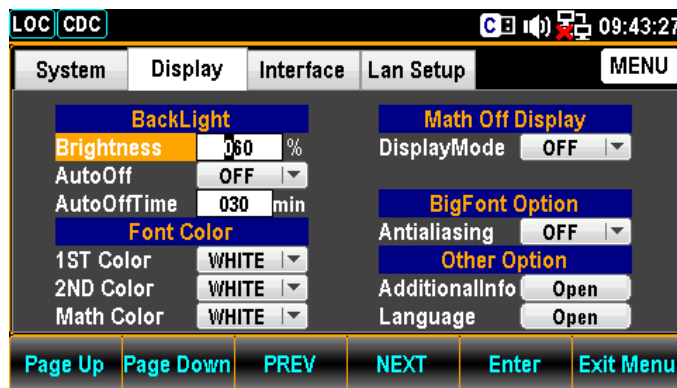 LOC CDC C 09:43:27
System Display Interface Lan Setup MENU
BackLight
Brightness 060 %
AutoOff OFF
AutoOffTime 030 min
Font Color
1ST Color WHITE
2ND Color WHITE
Math Color WHITE
Math Off Display
DisplayMode OFF
BigFont Option
Antialiasing OFF
Other Option
AdditionalInfo Open
Language Open
Page Up Page Down PREV NEXT Enter Exit Menu